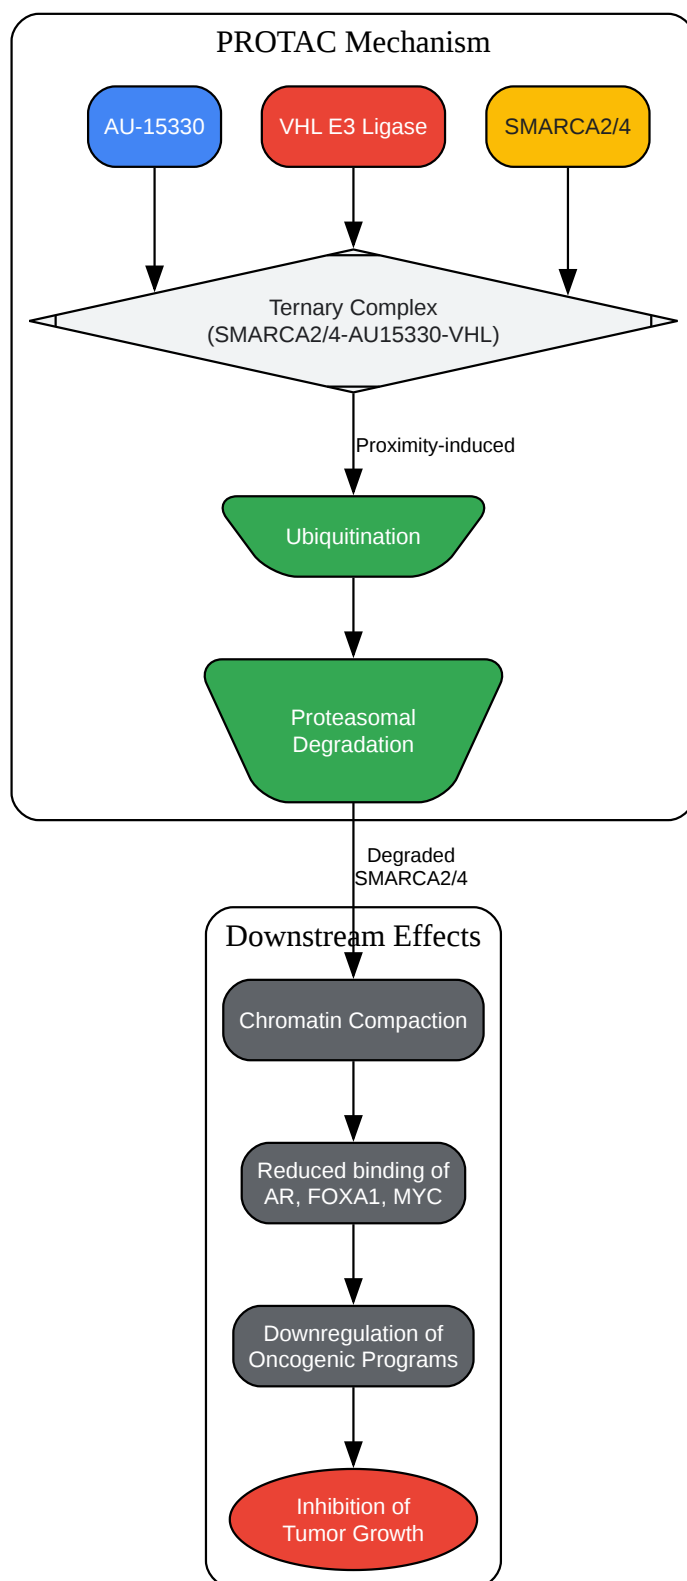 PROTAC Mechanism
AU-15330
VHL E3 Ligase
SMARCA2/4
Ternary Complex
(SMARCA2/4-AU15330-VHL)
Proximity-induced
Ubiquitination
Proteasomal
Degradation
Degraded
SMARCA2/4
Downstream Effects
Chromatin Compaction
Reduced binding of
AR, FOXA1, MYC
Downregulation of
Oncogenic Programs
Inhibition of
Tumor Growth